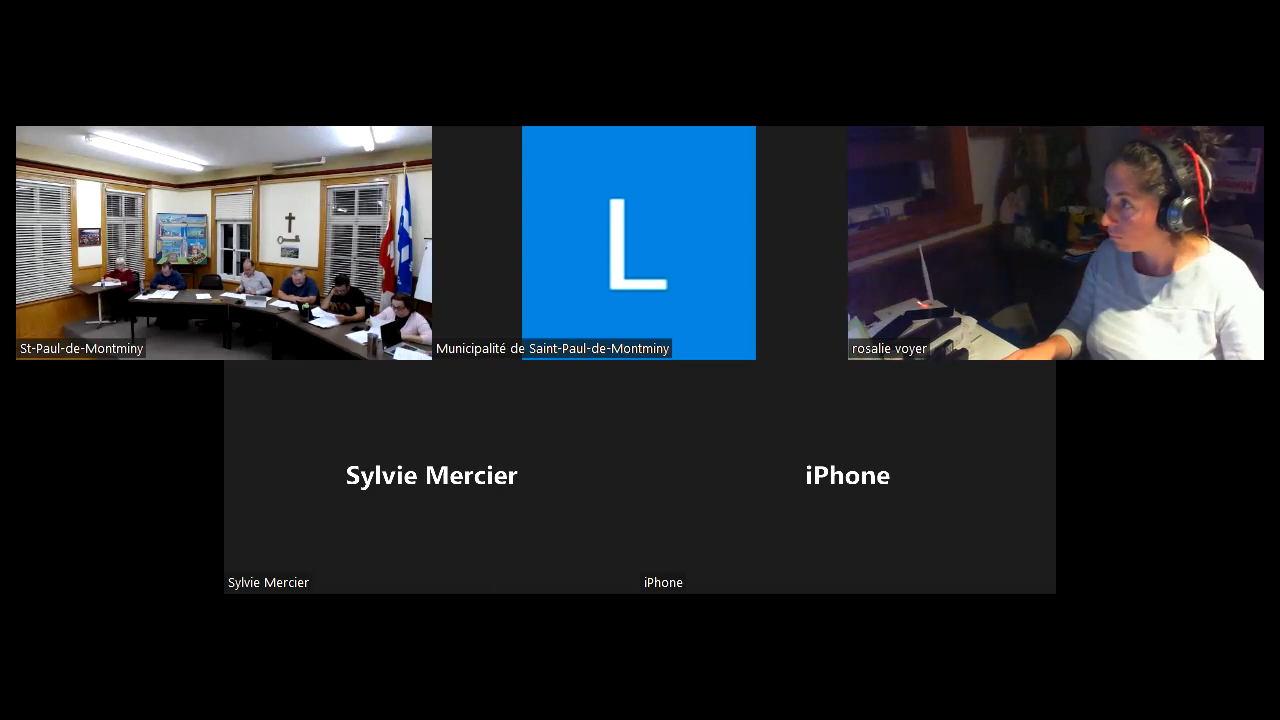 St-Paul-de-Montminy
L
Municipalité de Saint-Paul-de-Montminy
rosalie voyer
Sylvie Mercier
iPhone
Sylvie Mercier
iPhone